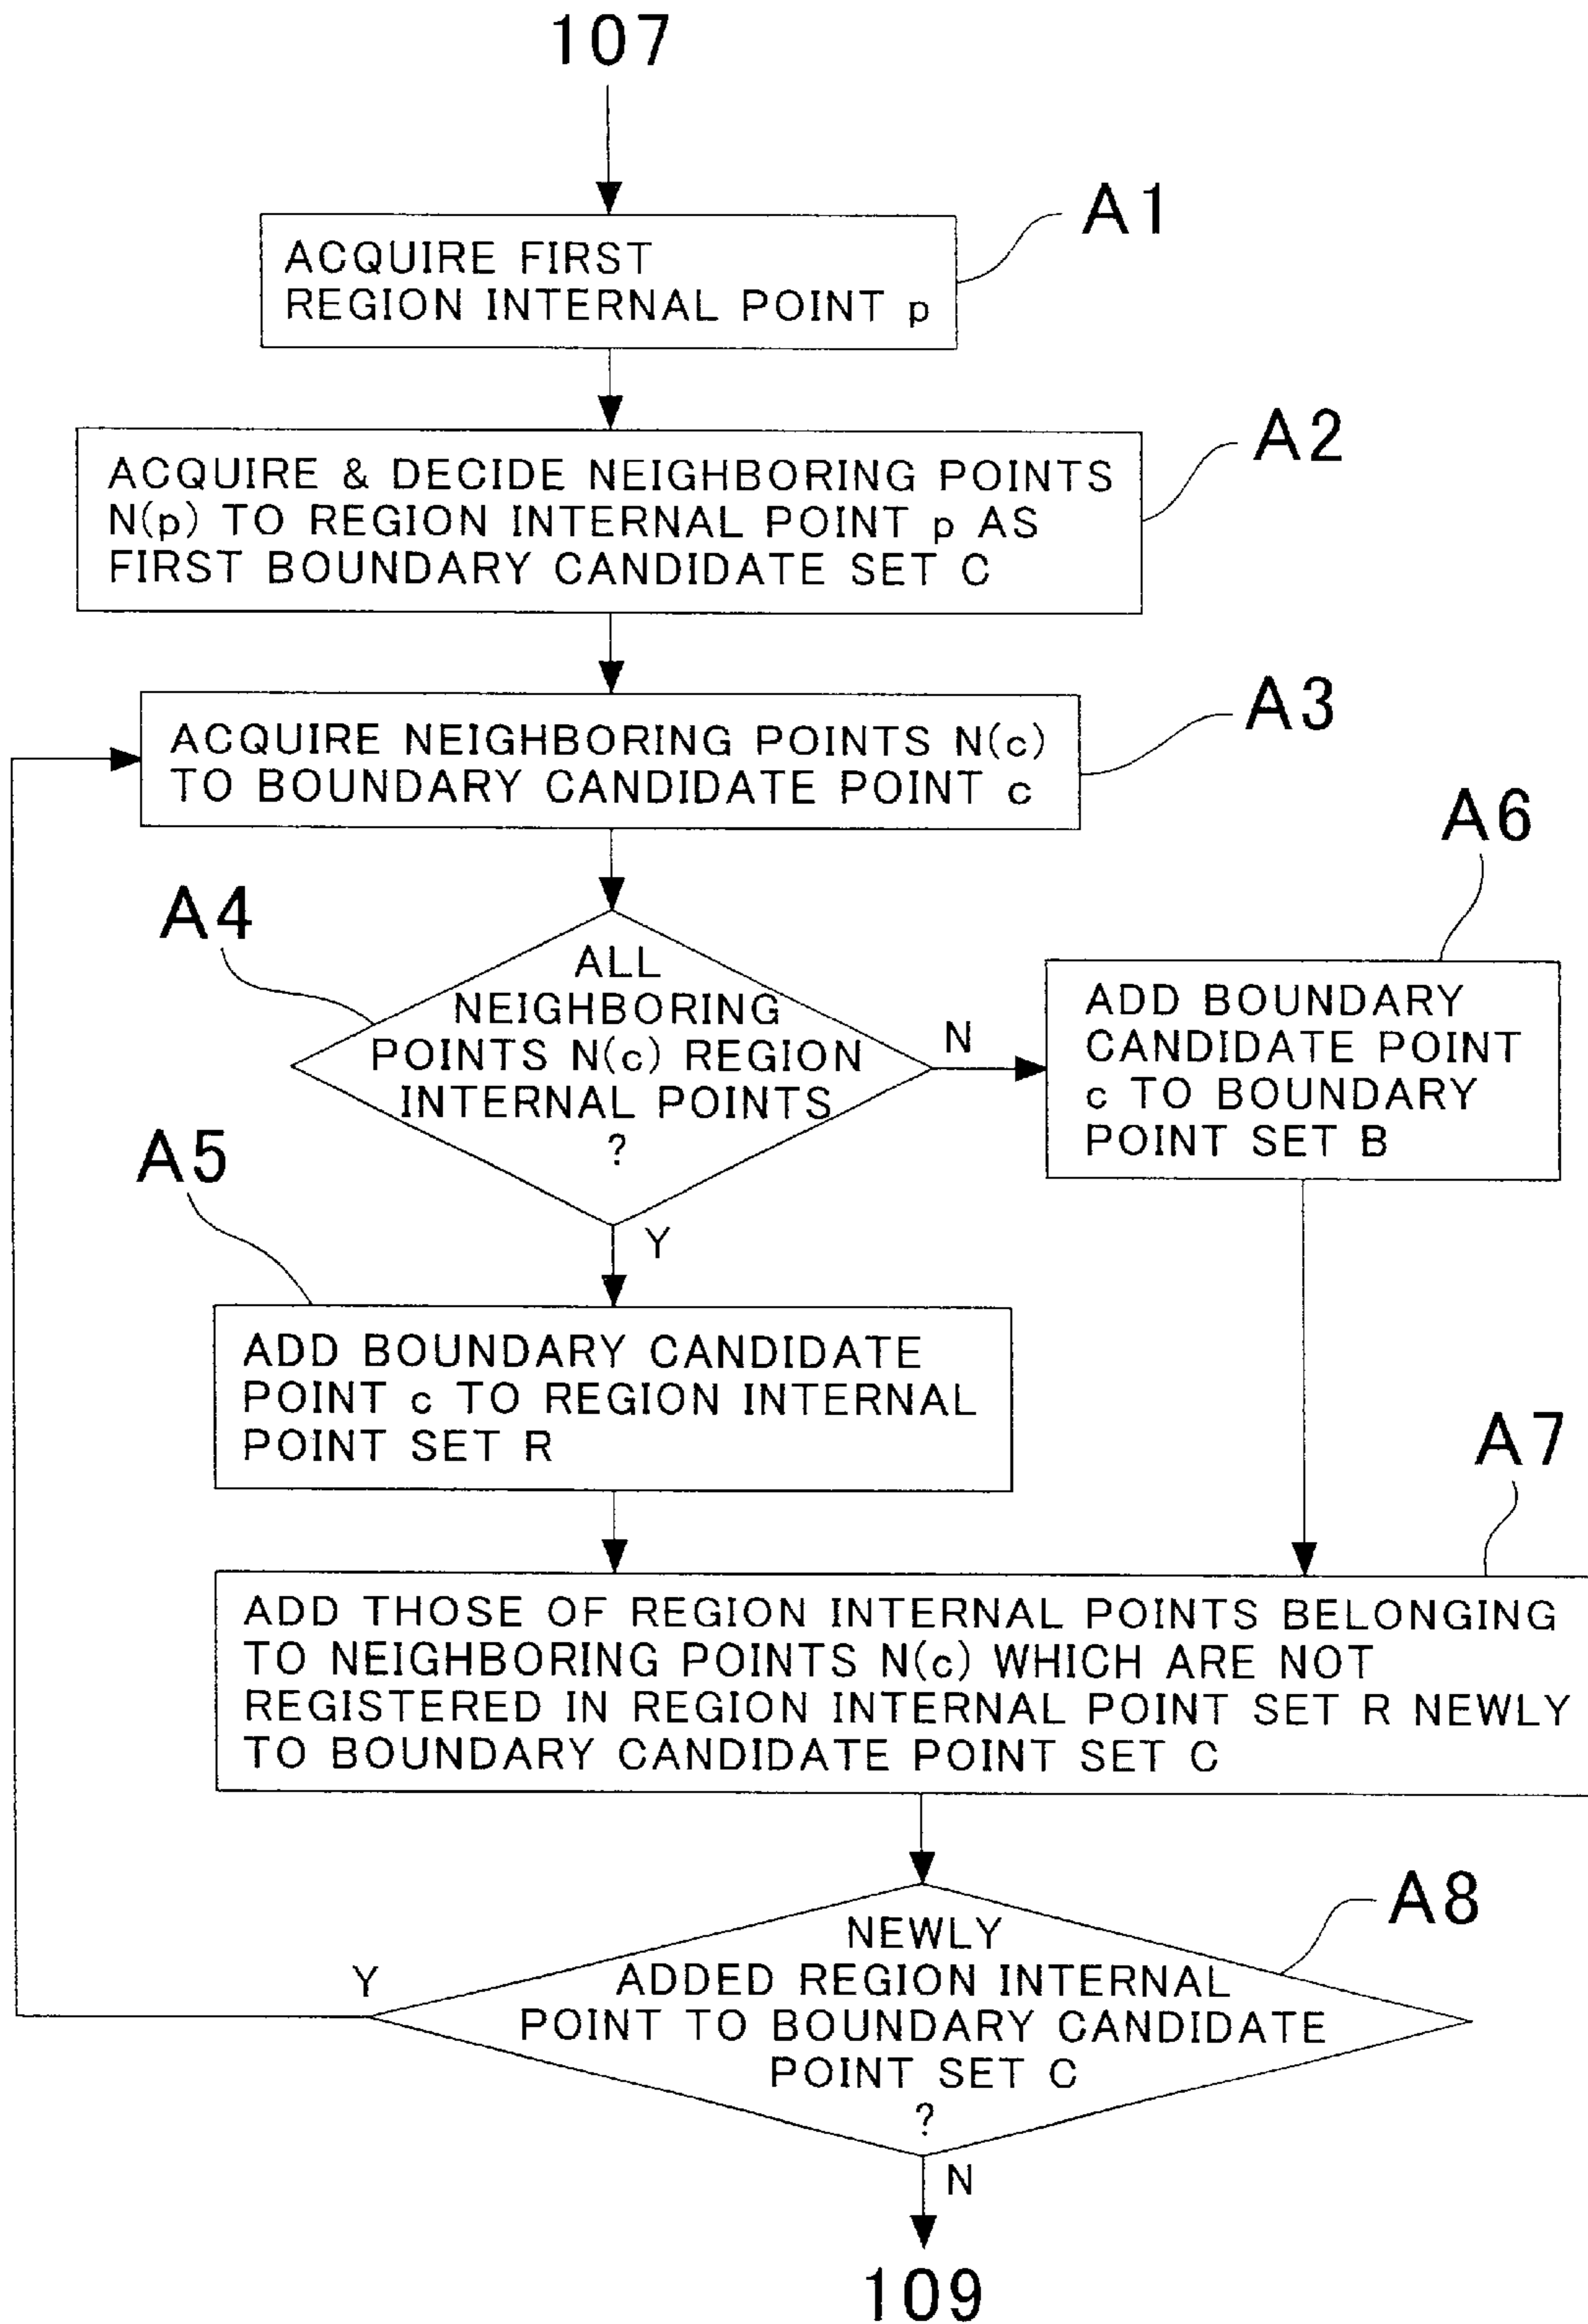 107
A1
ACQUIRE FIRST
REGION INTERNAL POINT p
A2
ACQUIRE & DECIDE NEIGHBORING POINTS
N(p) TO REGION INTERNAL POINT p AS
FIRST BOUNDARY CANDIDATE SET C
A3
ACQUIRE NEIGHBORING POINTS N(c)
TO BOUNDARY CANDIDATE POINT c
A4
ALL
NEIGHBORING
POINTS N(c) REGION
INTERNAL POINTS
?
N
Y
A6
ADD BOUNDARY
CANDIDATE POINT
c TO BOUNDARY
POINT SET B
A5
ADD BOUNDARY CANDIDATE
POINT c TO REGION INTERNAL
POINT SET R
A7
ADD THOSE OF REGION INTERNAL POINTS BELONGING
TO NEIGHBORING POINTS N(c) WHICH ARE NOT
REGISTERED IN REGION INTERNAL POINT SET R NEWLY
TO BOUNDARY CANDIDATE POINT SET C
A8
NEWLY
ADDED REGION INTERNAL
POINT TO BOUNDARY CANDIDATE
POINT SET C
?
Y
N
109